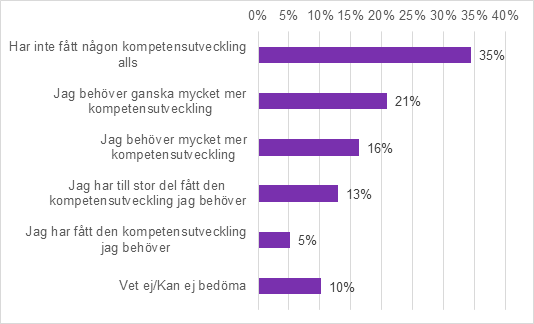 0% 5% 10% 15% 20% 25% 30% 35% 40%
Har inte fått någon kompetensutveckling
alls
35%
Jag behöver ganska mycket mer
kompetensutveckling
21%
Jag behöver mycket mer
kompetensutveckling
16%
Jag har till stor del fått den
kompetensutveckling jag behöver
13%
Jag har fått den kompetensutveckling
jag behöver
5%
Vet ej/Kan ej bedöma
10%